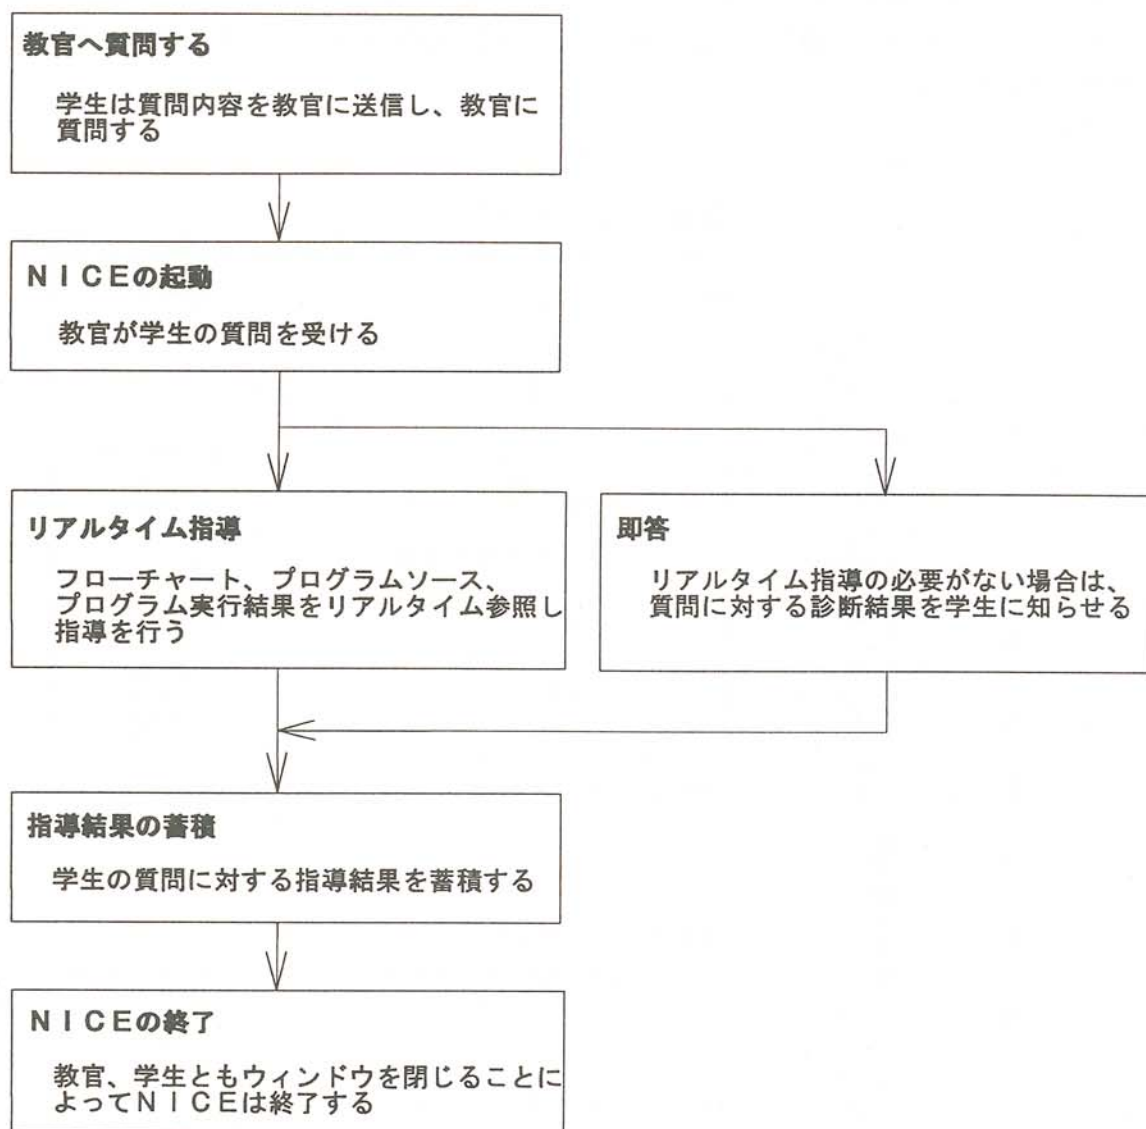 教官へ質問する
学生は質問内容を教官に送信し、教官に
質問する
ＮＩＣＥの起動
教官が学生の質問を受ける
リアルタイム指導
フローチャート、プログラムソース、
プログラム実行結果をリアルタイム参照し
指導を行う
即答
リアルタイム指導の必要がない場合は、
質問に対する診断結果を学生に知らせる
指導結果の蓄積
学生の質問に対する指導結果を蓄積する
ＮＩＣＥの終了
教官、学生ともウィンドウを閉じることに
よってＮＩＣＥは終了する